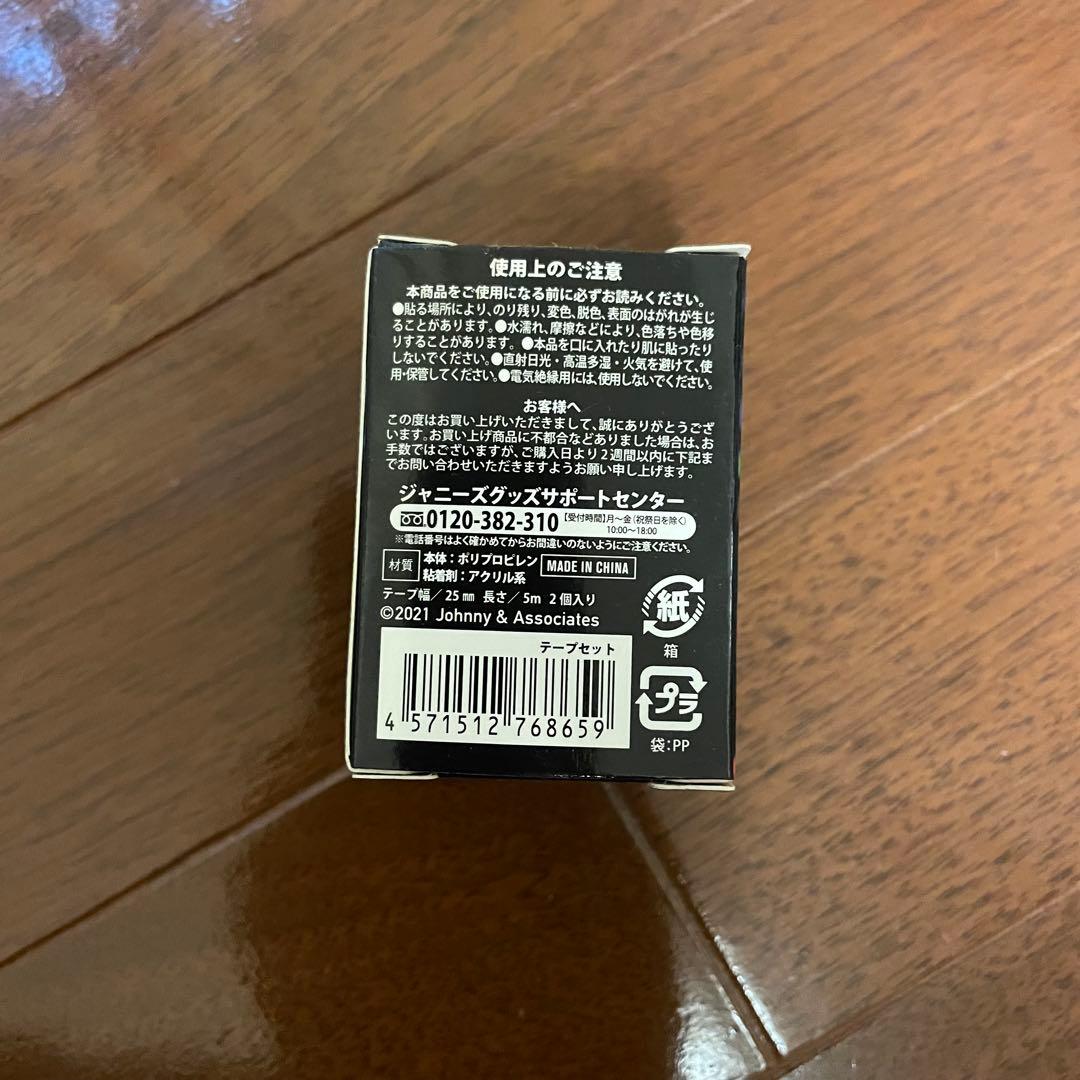 使用上のご注意
本商品をご使用になる前に必ずお読みください。
●貼る場所により、のり残り、変色、脱色、表面のはがれが生じ
ることがあります。●水濡れ、摩擦などにより、色落ちや色移
りすることがあります。●本品を口に入れたり肌に貼ったり
しないでください。●直射日光・高温多湿・火気を避けて、使
用・保管してください。●電気絶縁用には、使用しないでください。
お客様へ
この度はお買い上げいただきまして、誠にありがとうござ
います。お買い上げ商品に不都合などありました場合は、お
手数ではございますが、ご購入日より2週間以内に下記ま
でお問い合わせいただきますようお願い申し上げます。
ジャニーズグッズサポートセンター
0120-382-310 【受付時間】月～金(祝祭日を除く)
10:00～18:00
※電話番号はよく確かめてからお間違いのないようにご注意ください。
材質 本体：ポリプロピレン
粘着剤：アクリル系
MADE IN CHINA
テープ幅／25㎜ 長さ／5m 2個入り
©2021 Johnny & Associates
テープセット
4 571512 768659
紙
箱
プラ
袋：PP